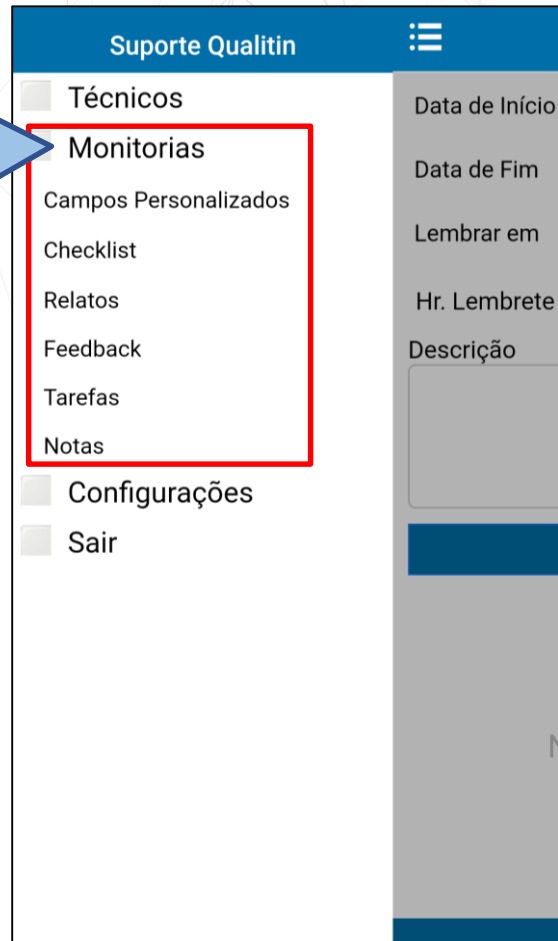 Suporte Qualitin
Técnicos
Monitorias
Campos Personalizados
Checklist
Relatos
Feedback
Tarefas
Notas
Configurações
Sair
Data de Início
Data de Fim
Lembrar em
Hr. Lembrete
Descrição
N